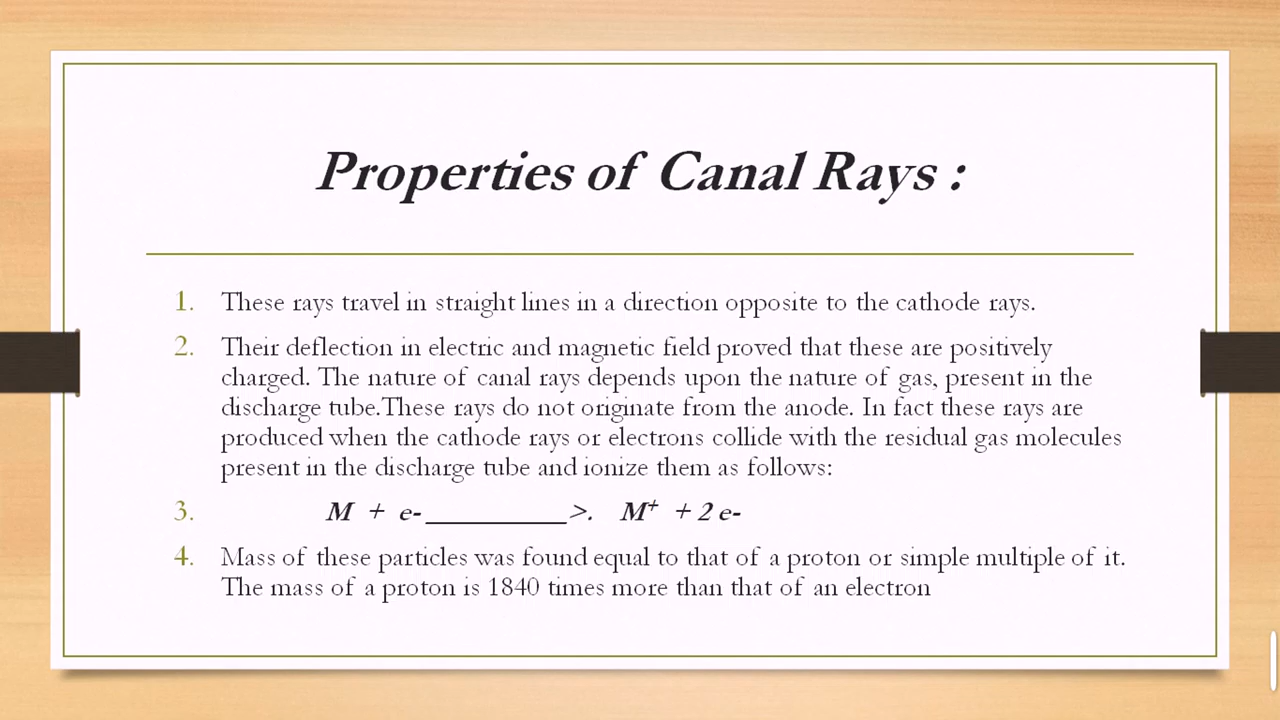 Properties of Canal Rays :
1. These rays travel in straight lines in a direction opposite to the cathode rays.
2. Their deflection in electric and magnetic field proved that these are positively
charged. The nature of canal rays depends upon the nature of gas, present in the
discharge tube.These rays do not originate from the anode. In fact these rays are
produced when the cathode rays or electrons collide with the residual gas molecules
present in the discharge tube and ionize them as follows:
3. M + e-__________>. M⁺ + 2 e-
4. Mass of these particles was found equal to that of a proton or simple multiple of it.
The mass of a proton is 1840 times more than that of an electron